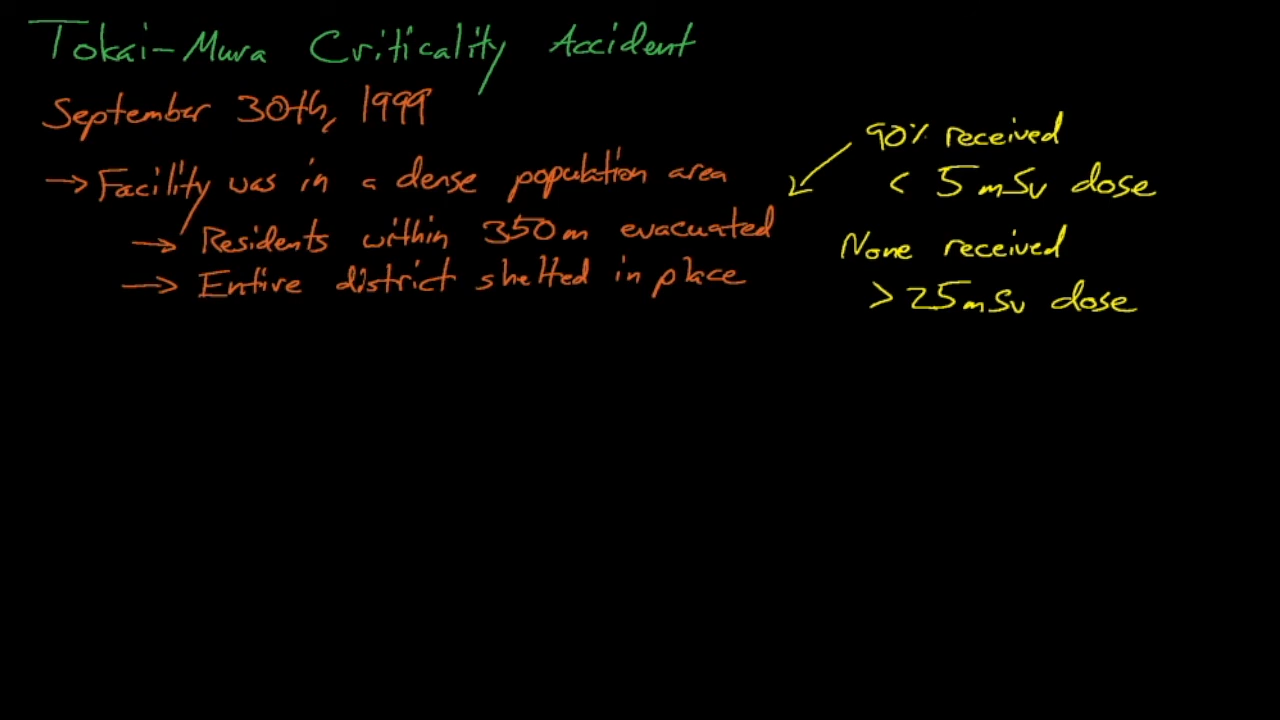 Tokai-Mura Criticality Accident
September 30th, 1999
→ Facility was in a dense population area
→ Residents within 350m evacuated
→ Entire district shelted in place
90% received
< 5 mSv dose
None received
> 25 mSv dose